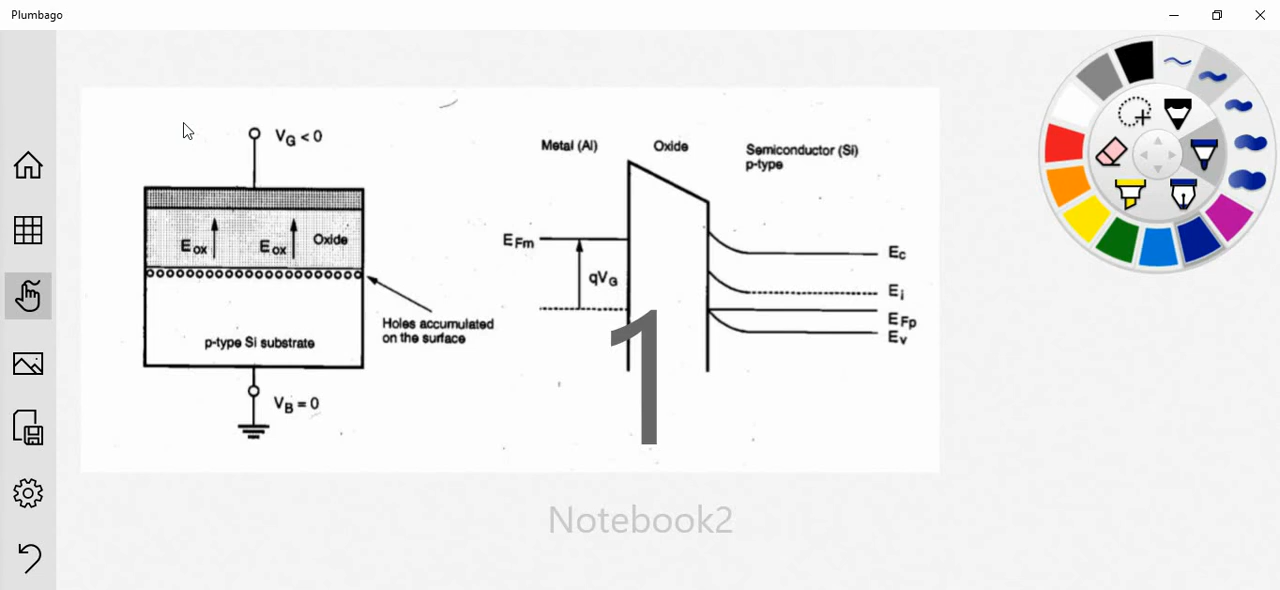 Plumbago
V_G < 0
E_ox
E_ox
Oxide
Holes accumulated
on the surface
p-type Si substrate
V_B = 0
Metal (Al)
Oxide
Semiconductor (Si)
p-type
E_Fm
qV_G
E_c
E_i
E_Fp
E_v
1
Notebook2